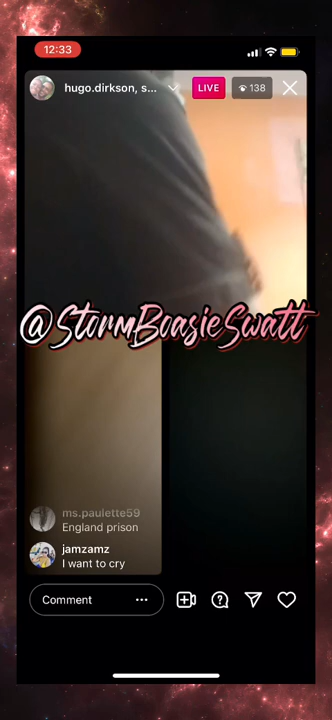 12:33
hugo.dirkson, s...
LIVE
138
@StormBoasieSwatt
ms.paulette59
England prison
jamzamz
I want to cry
Comment